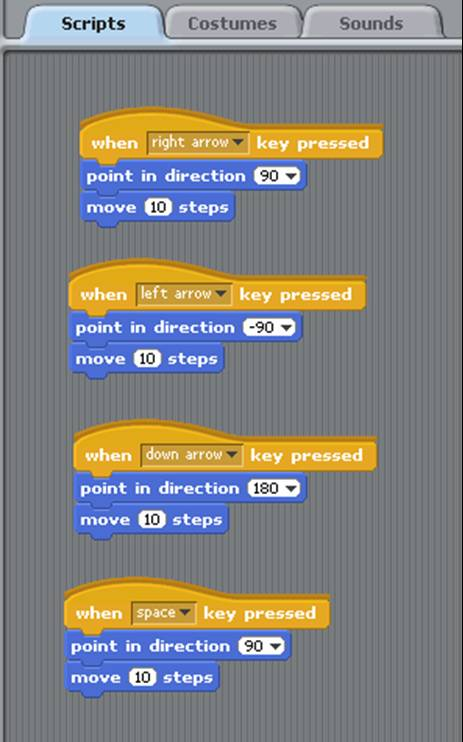 Scripts Costumes Sounds
when right arrow key pressed
point in direction 90
move 10 steps
when left arrow key pressed
point in direction -90
move 10 steps
when down arrow key pressed
point in direction 180
move 10 steps
when space key pressed
point in direction 90
move 10 steps